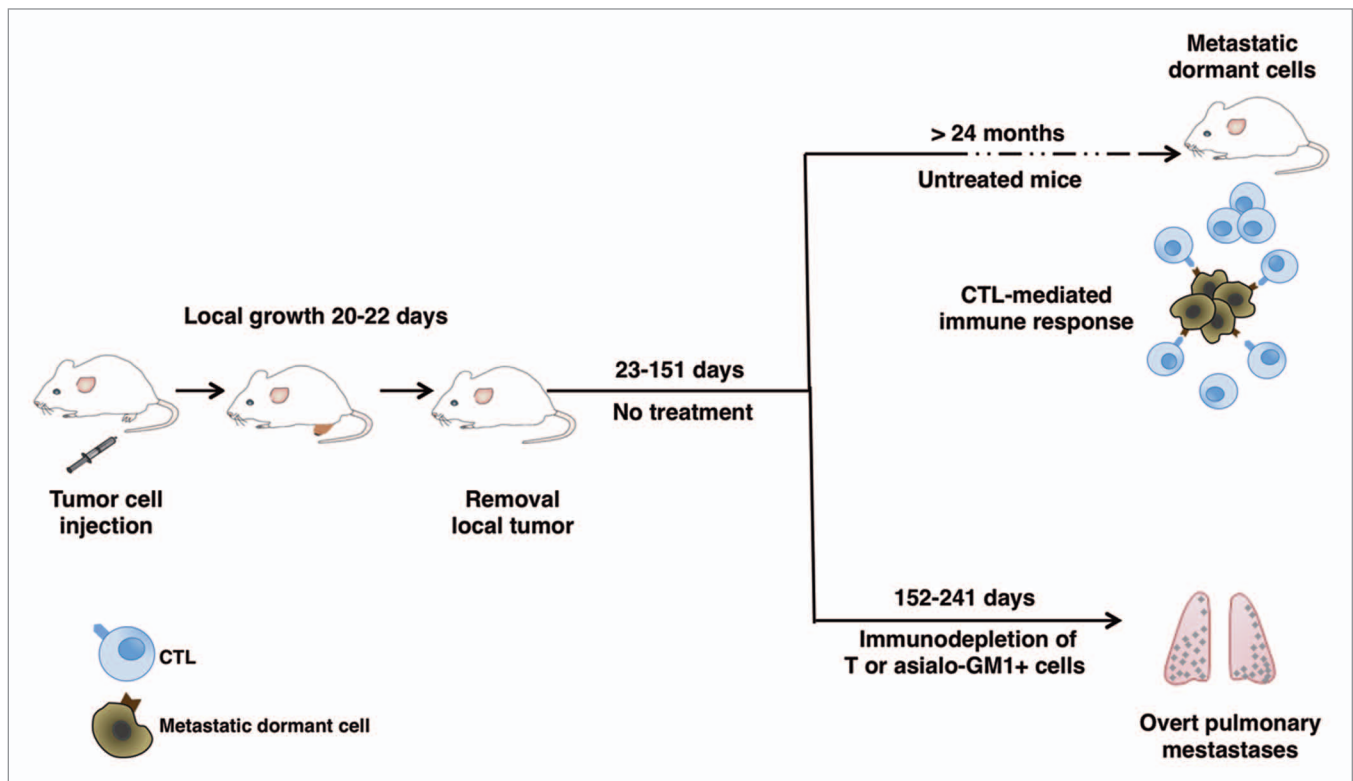 Metastatic
dormant cells
> 24 months
Untreated mice
CTL-mediated
immune response
Local growth 20-22 days
23-151 days
No treatment
Tumor cell
injection
Removal
local tumor
152-241 days
Immunodepletion of
T or asialo-GM1+ cells
CTL
Metastatic dormant cell
Overt pulmonary
mestastases